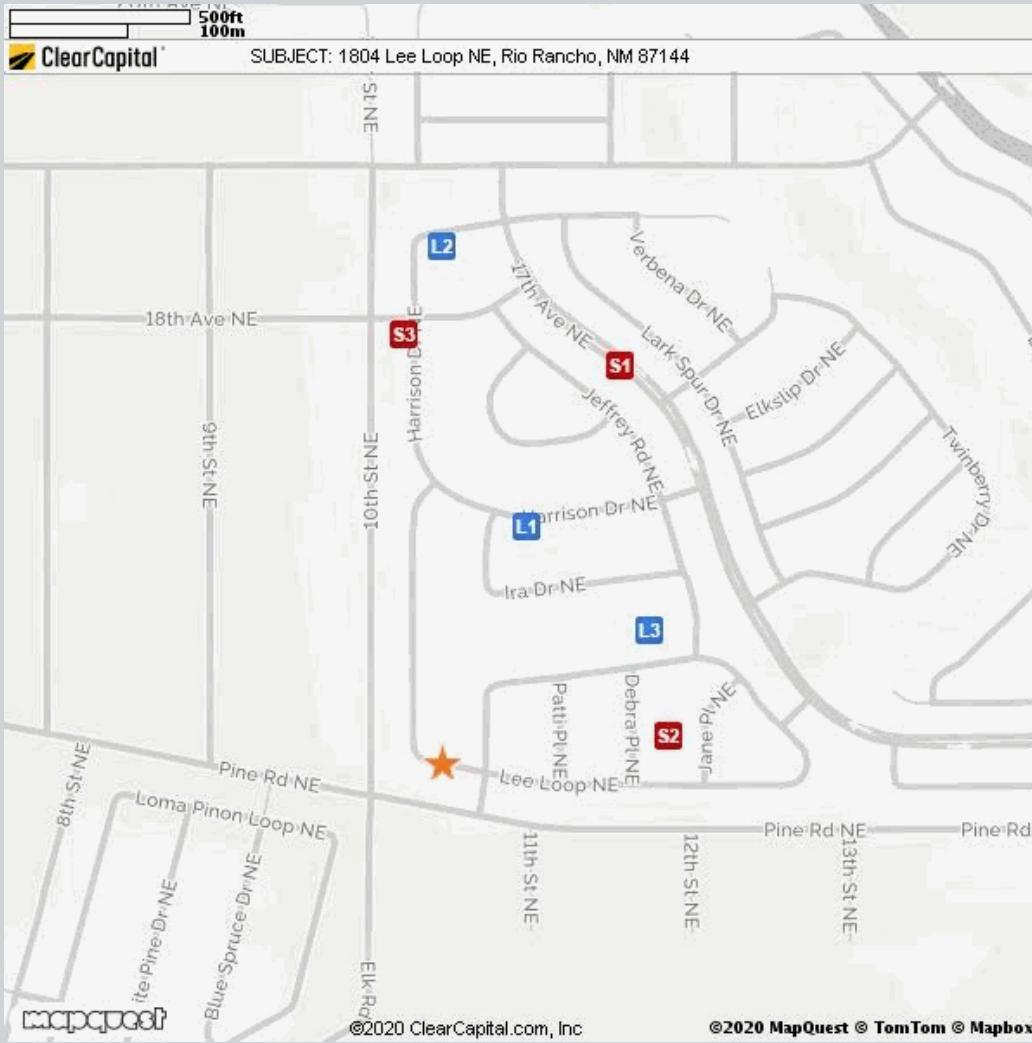 500ft
100m
ClearCapital
SUBJECT: 1804 Lee Loop NE, Rio Rancho, NM 87144
St NE
L2
Verbena Dr NE
17th Ave NE
18th Ave NE
S3
Harrison Dr NE
S1
Lark Spur Dr NE
Elkslip Dr NE
Jeffrey Rd NE
9th St NE
10th St NE
Twinberry Dr NE
Harrison Dr NE
L1
Ira Dr NE
L3
Patti Pl NE
Debra Pl NE
Janet Pl NE
S2
8th St NE
Pine Rd NE
Lee Loop NE
Loma Pinon Loop NE
Pine Rd NE
Pine Rd
11th St NE
12th St NE
13th St NE
ite Pine Dr NE
Blue Spruce Dr NE
Elk Rd
mapquest
©2020 ClearCapital.com, Inc
©2020 MapQuest © TomTom © Mapbox